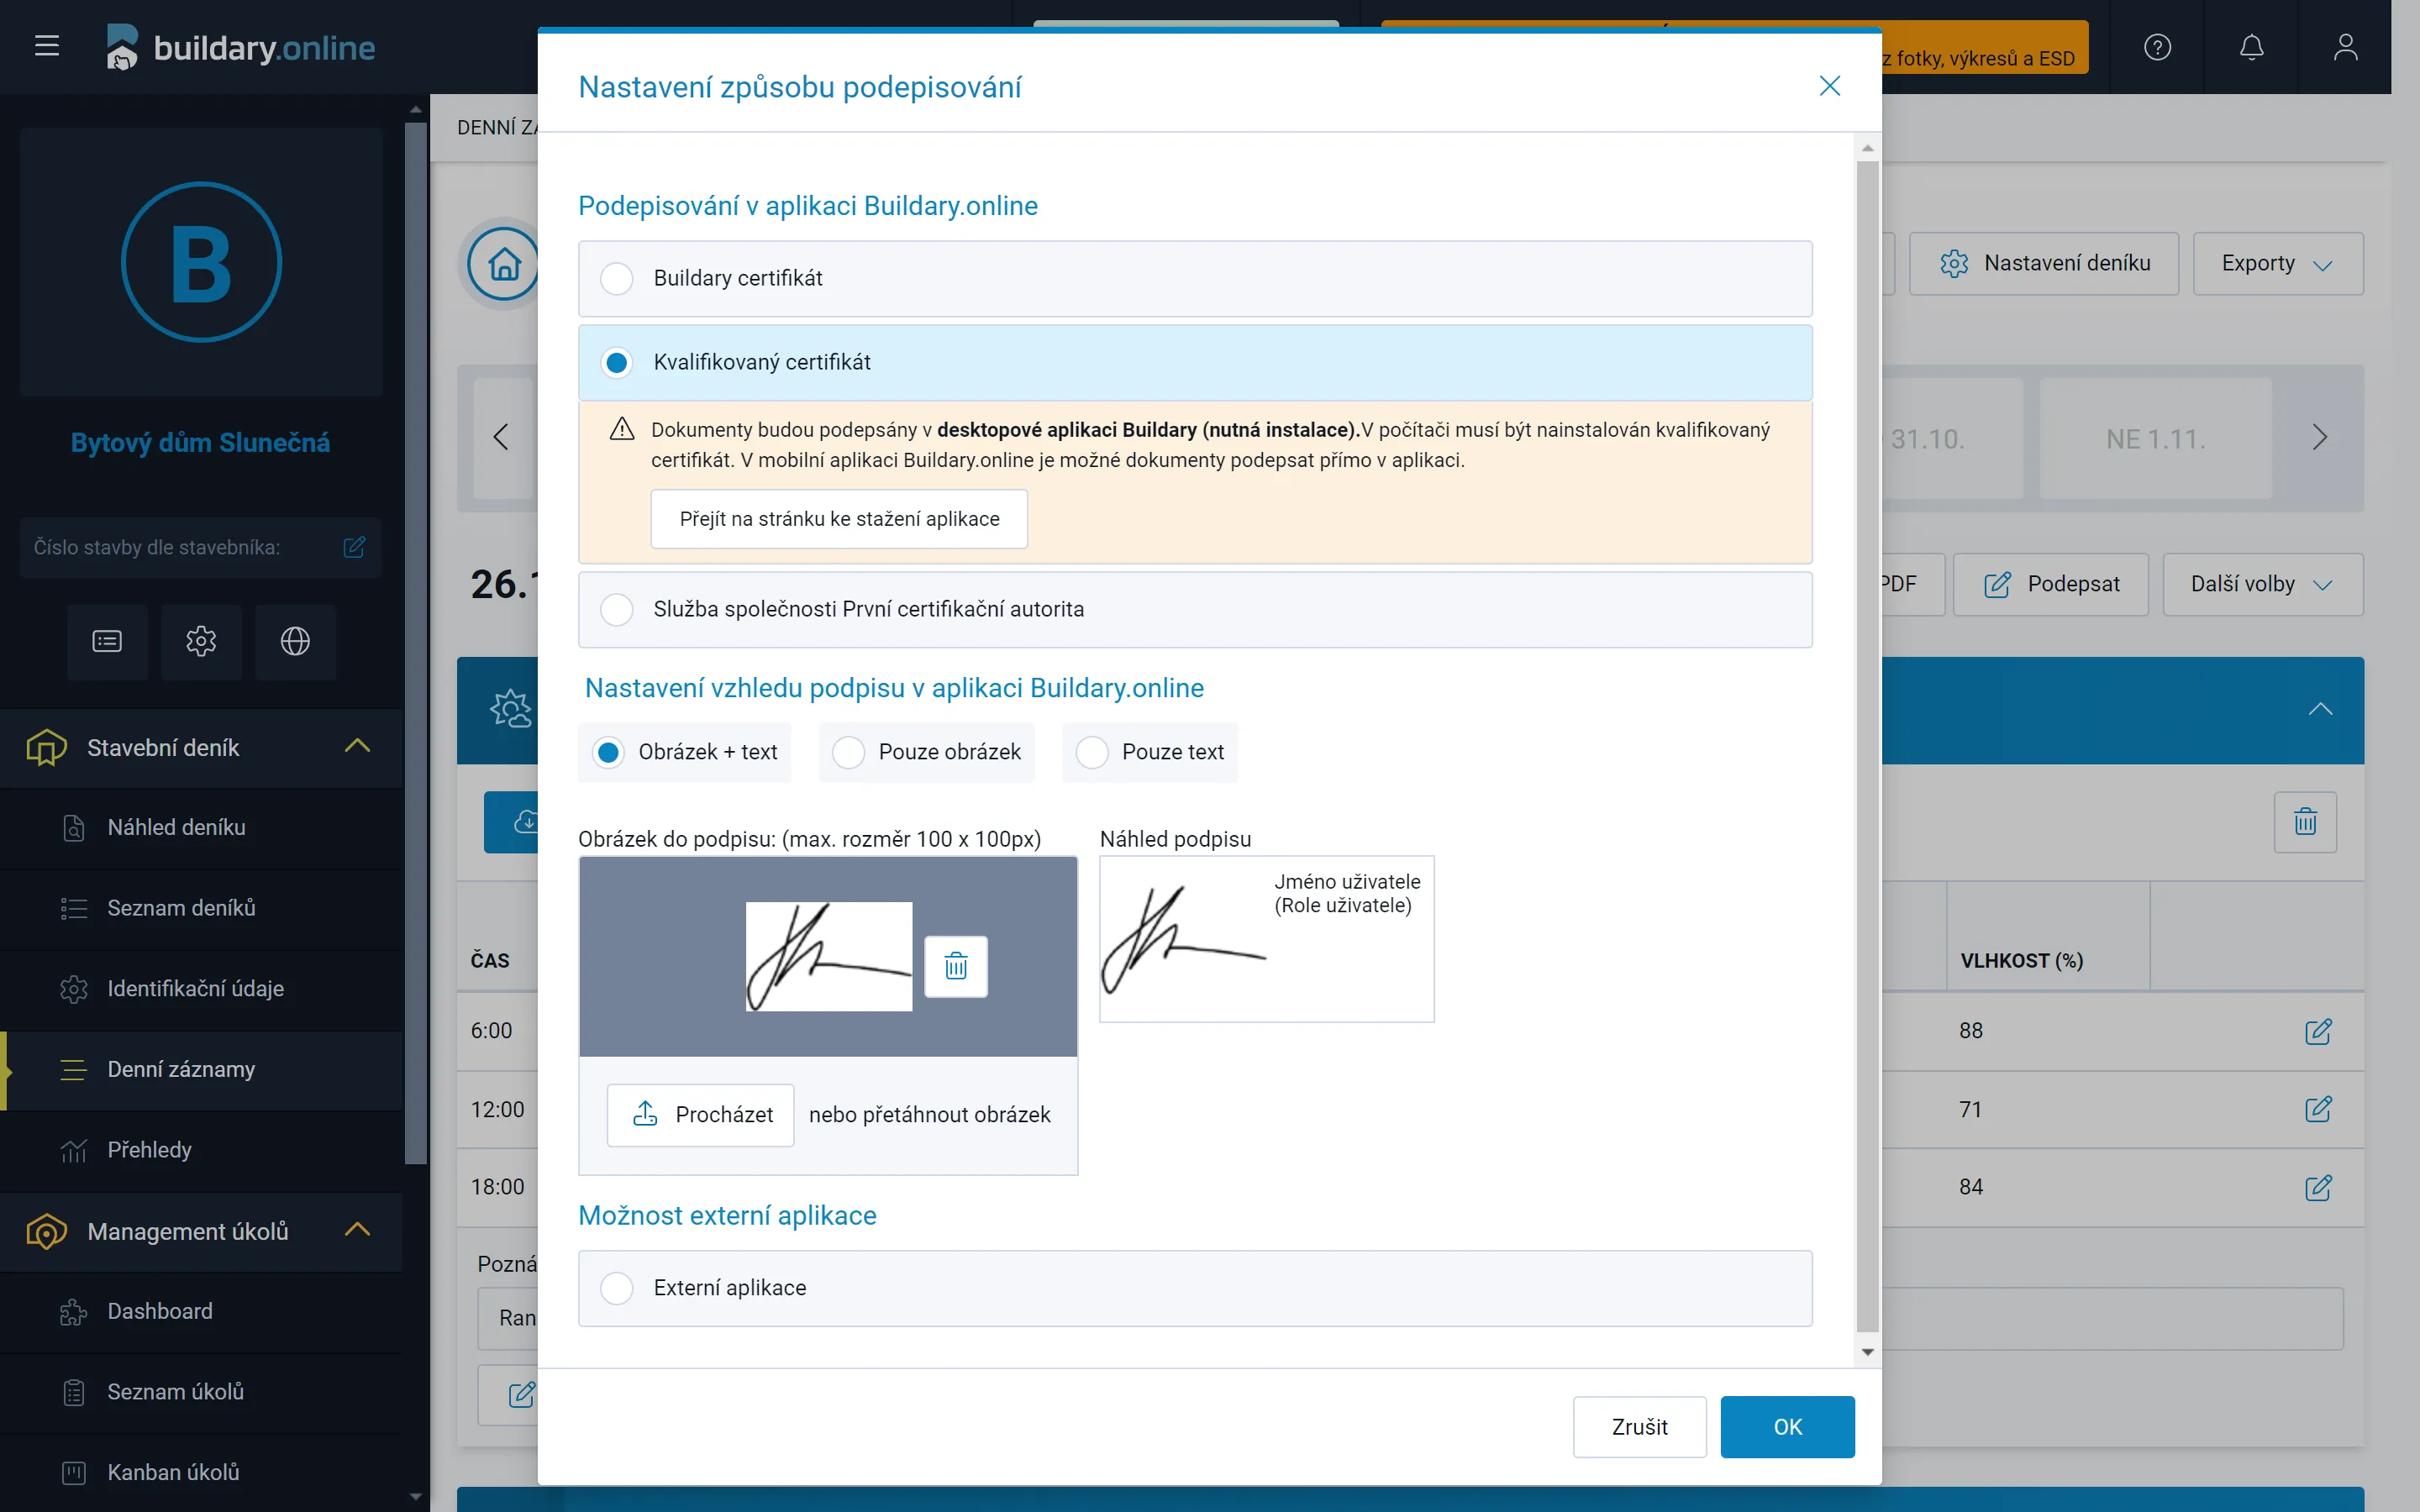 buildary.online
z fotky, výkresů a ESD
B
Bytový dům Slunečná
Číslo stavby dle stavebníka:
Stavební deník
Náhled deníku
Seznam deníků
Identifikační údaje
Denní záznamy
Přehledy
Management úkolů
Dashboard
Seznam úkolů
Kanban úkolů
DENNÍ
Nastavení deníku
Exporty
31.10.
NE 1.11.
PDF
Podepsat
Další volby
ČAS
VLHKOST (%)
6:00
88
12:00
71
18:00
84
Nastavení způsobu podepisování
Podepisování v aplikaci Buildary.online
Buildary certifikát
Kvalifikovaný certifikát
Dokumenty budou podepsány v desktopové aplikaci Buildary (nutná instalace).V počítači musí být nainstalován kvalifikovaný
certifikát. V mobilní aplikaci Buildary.online je možné dokumenty podepsat přímo v aplikaci.
Přejít na stránku ke stažení aplikace
Služba společnosti První certifikační autorita
Nastavení vzhledu podpisu v aplikaci Buildary.online
Obrázek + text
Pouze obrázek
Pouze text
Obrázek do podpisu: (max. rozměr 100 x 100px)
Náhled podpisu
Jméno uživatele
(Role uživatele)
Procházet
nebo přetáhnout obrázek
Možnost externí aplikace
Externí aplikace
Zrušit
OK